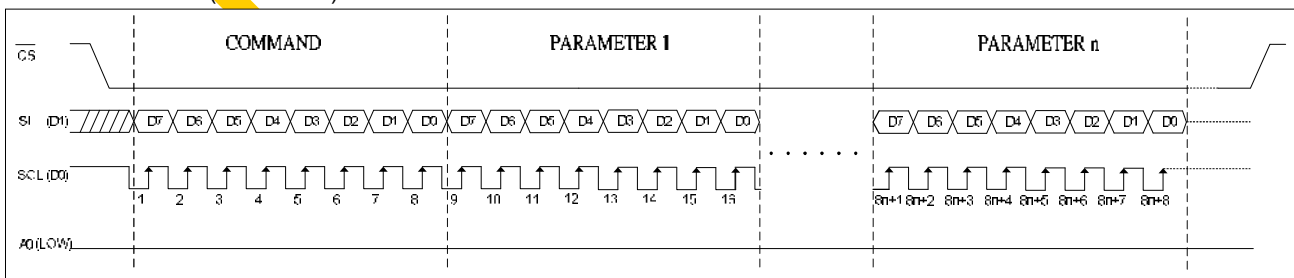 COMMAND PARAMETER 1 PARAMETER n
CS
SI (D1) D7 D6 D5 D4 D3 D2 D1 D0 D7 D6 D5 D4 D3 D2 D1 D0 D7 D6 D5 D4 D3 D2 D1 D0
SCL (D0)
1 2 3 4 5 6 7 8 9 10 11 12 13 14 15 16 8n+1 8n+2 8n+3 8n+4 8n+5 8n+6 8n+7 8n+8
A0 (LOW)